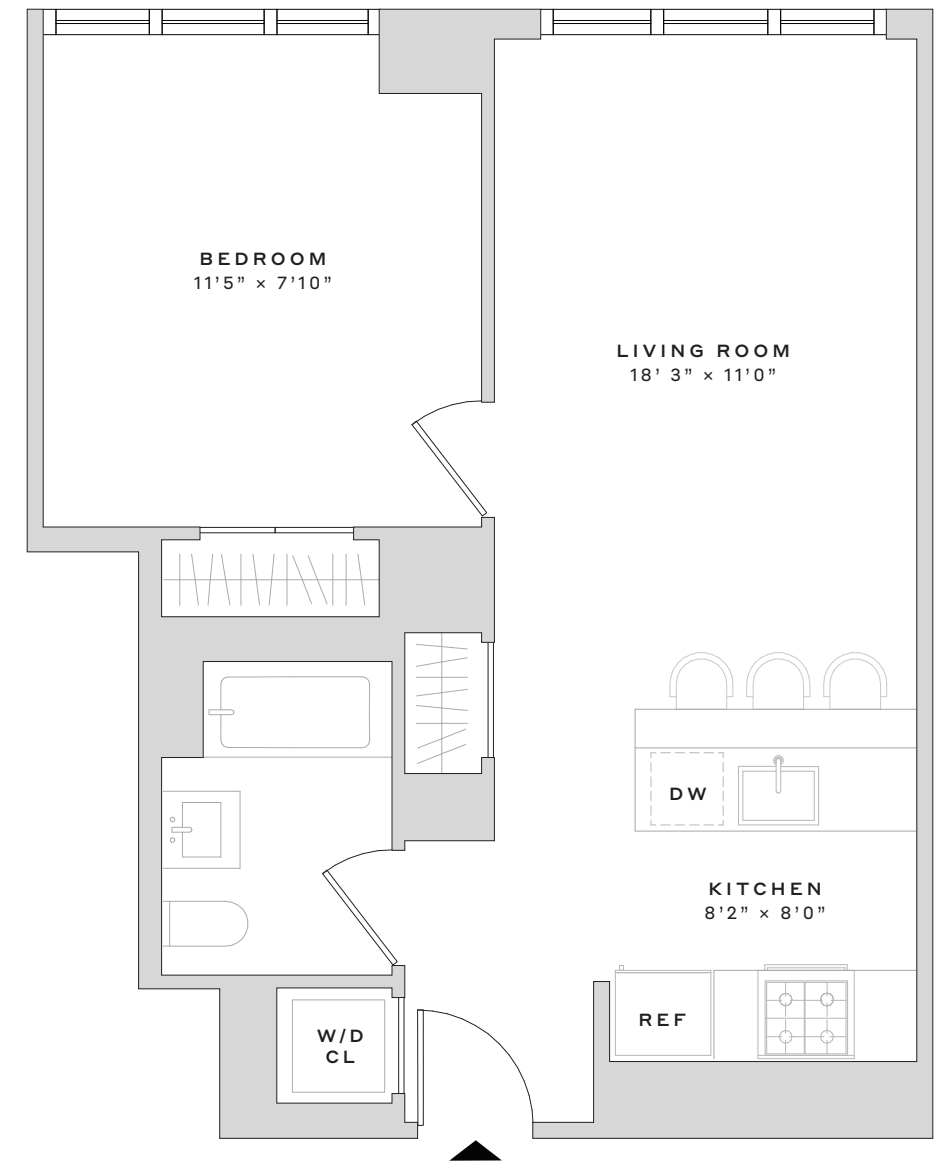 BEDROOM
11’5” × 7’10”
LIVING ROOM
18’ 3” × 11’0”
DW
KITCHEN
8’2” × 8’0”
REF
W/D
CL